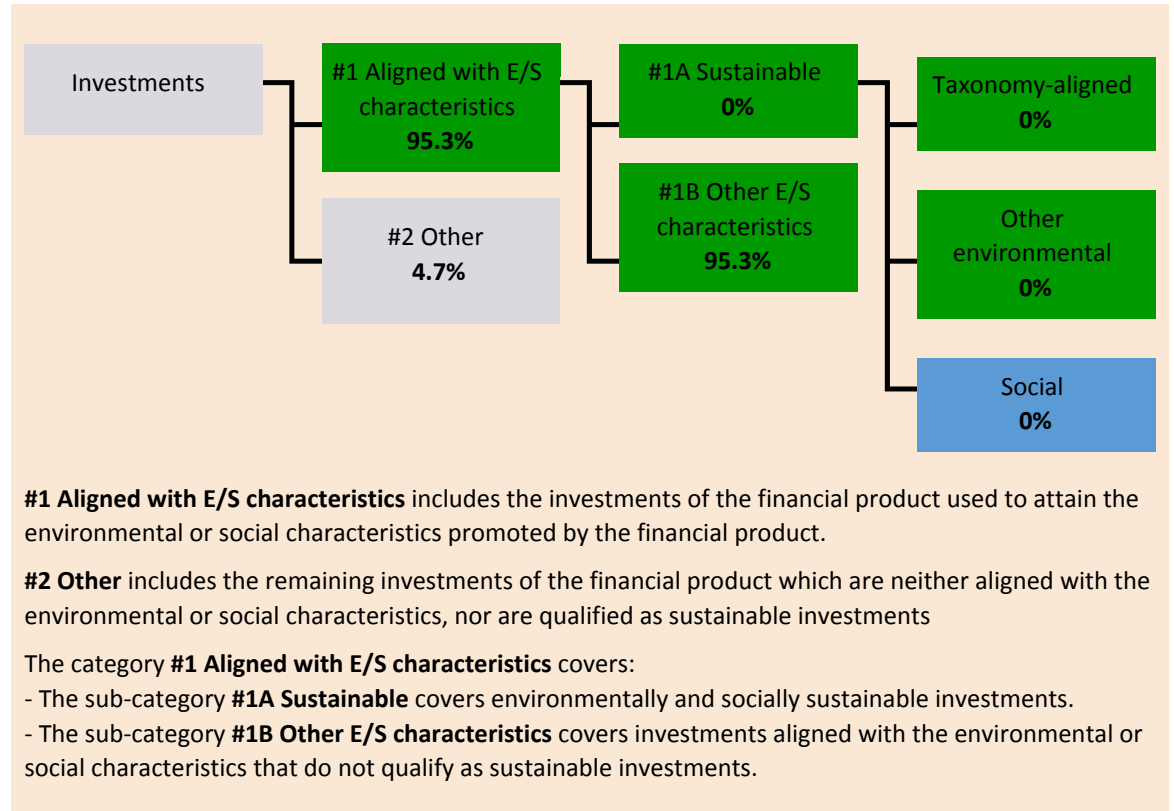 Investments
#1 Aligned with E/S
characteristics
95.3%
#2 Other
4.7%
#1A Sustainable
0%
#1B Other E/S
characteristics
95.3%
Taxonomy-aligned
0%
Other
environmental
0%
Social
0%
#1 Aligned with E/S characteristics includes the investments of the financial product used to attain the
environmental or social characteristics promoted by the financial product.
#2 Other includes the remaining investments of the financial product which are neither aligned with the
environmental or social characteristics, nor are qualified as sustainable investments
The category #1 Aligned with E/S characteristics covers:
- The sub-category #1A Sustainable covers environmentally and socially sustainable investments.
- The sub-category #1B Other E/S characteristics covers investments aligned with the environmental or
social characteristics that do not qualify as sustainable investments.